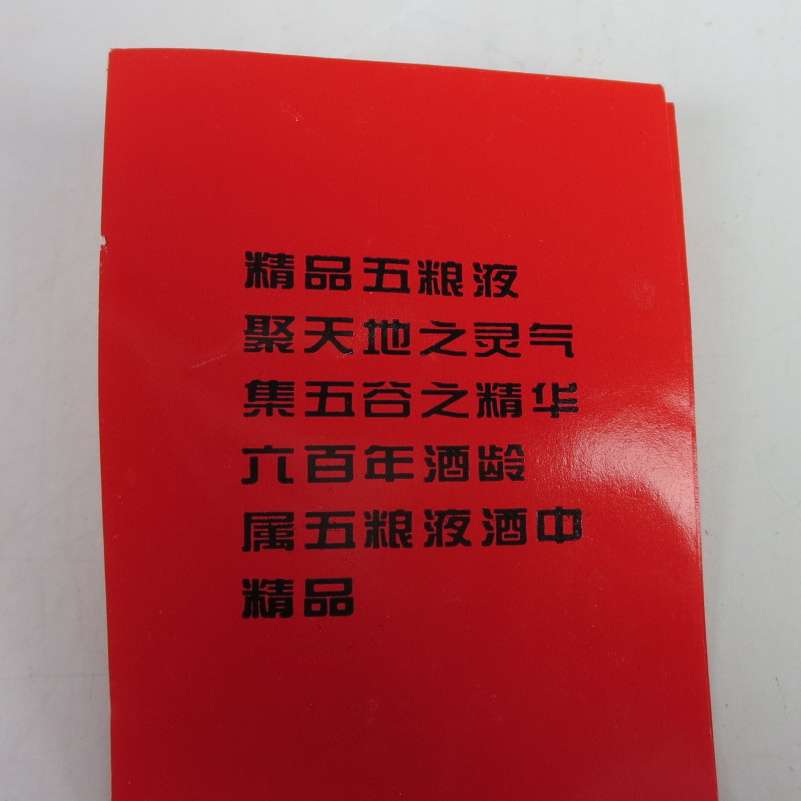 精品五粮液
聚天地之灵气
集五谷之精华
六百年酒龄
属五粮液酒中
精品